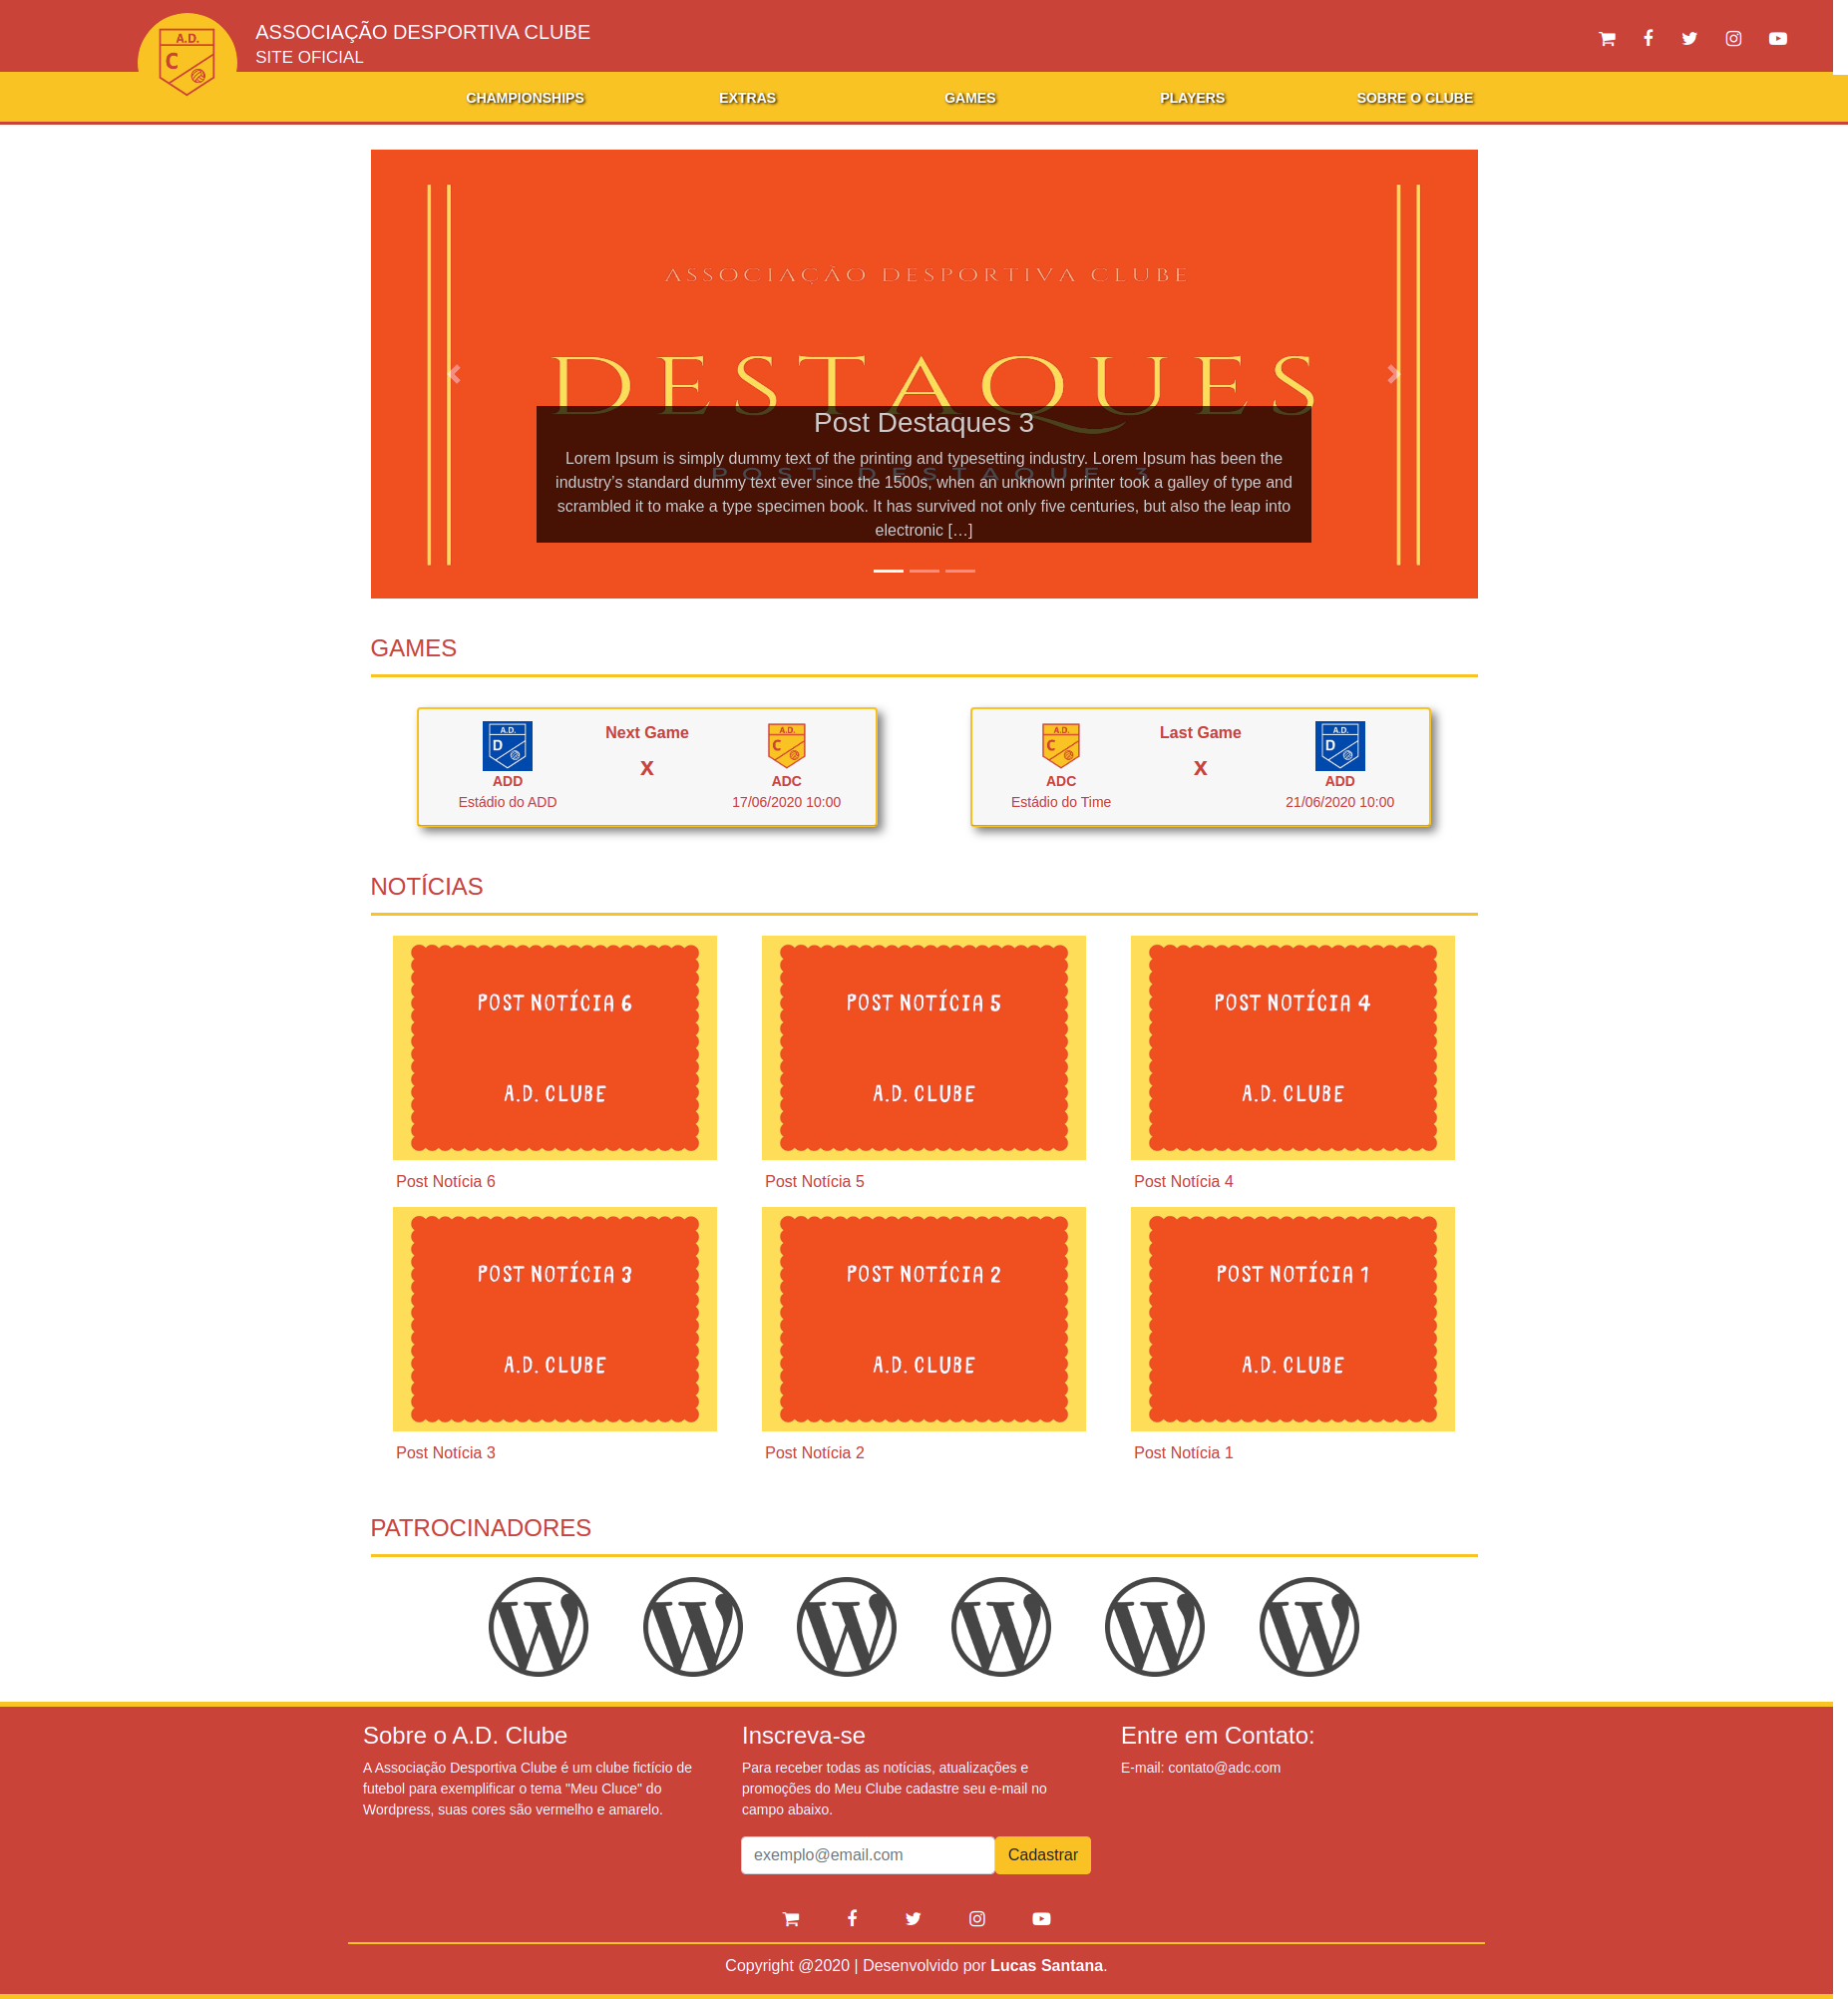 A.D.
C
ASSOCIAÇÃO DESPORTIVA CLUBE
SITE OFICIAL
CHAMPIONSHIPS EXTRAS GAMES PLAYERS SOBRE O CLUBE
ASSOCIAÇÃO DESPORTIVA CLUBE
DESTAQUES
POST DESTAQUE 3
Post Destaques 3
Lorem Ipsum is simply dummy text of the printing and typesetting industry. Lorem Ipsum has been the
industry’s standard dummy text ever since the 1500s, when an unknown printer took a galley of type and
scrambled it to make a type specimen book. It has survived not only five centuries, but also the leap into
electronic […]
GAMES
A.D.
D
ADD
Estádio do ADD
Next Game
X
A.D.
C
ADC
17/06/2020 10:00
A.D.
C
ADC
Estádio do Time
Last Game
X
A.D.
D
ADD
21/06/2020 10:00
NOTÍCIAS
POST NOTÍCIA 6
A.D. CLUBE
Post Notícia 6
POST NOTÍCIA 5
A.D. CLUBE
Post Notícia 5
POST NOTÍCIA 4
A.D. CLUBE
Post Notícia 4
POST NOTÍCIA 3
A.D. CLUBE
Post Notícia 3
POST NOTÍCIA 2
A.D. CLUBE
Post Notícia 2
POST NOTÍCIA 1
A.D. CLUBE
Post Notícia 1
PATROCINADORES
W W W W W W
Sobre o A.D. Clube
A Associação Desportiva Clube é um clube fictício de
futebol para exemplificar o tema "Meu Cluce" do
Wordpress, suas cores são vermelho e amarelo.
Inscreva-se
Para receber todas as notícias, atualizações e
promoções do Meu Clube cadastre seu e-mail no
campo abaixo.
exemplo@email.com Cadastrar
Entre em Contato:
E-mail: contato@adc.com
Copyright @2020 | Desenvolvido por Lucas Santana.